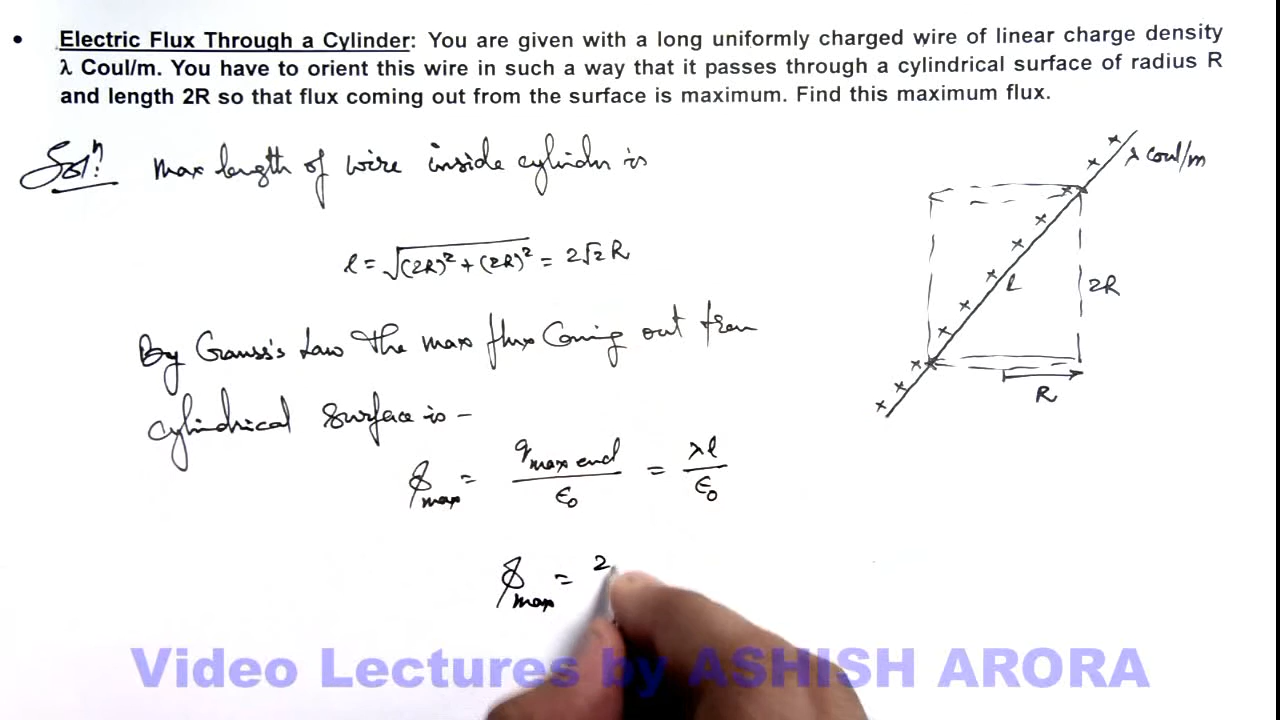 • Electric Flux Through a Cylinder: You are given with a long uniformly charged wire of linear charge density
λ Coul/m. You have to orient this wire in such a way that it passes through a cylindrical surface of radius R
and length 2R so that flux coming out from the surface is maximum. Find this maximum flux.
Solⁿ: Max length of wire inside cylinder is
λ coul/m
l = √(2R)² + (2R)² = 2√2 R
l
2R
R
By Gauss's Law the max flux Coming out from
cylindrical Surface is –
ϕmax = qmax encl / ε₀ = λl / ε₀
ϕmax = 2
Video Lectures by ASHISH ARORA